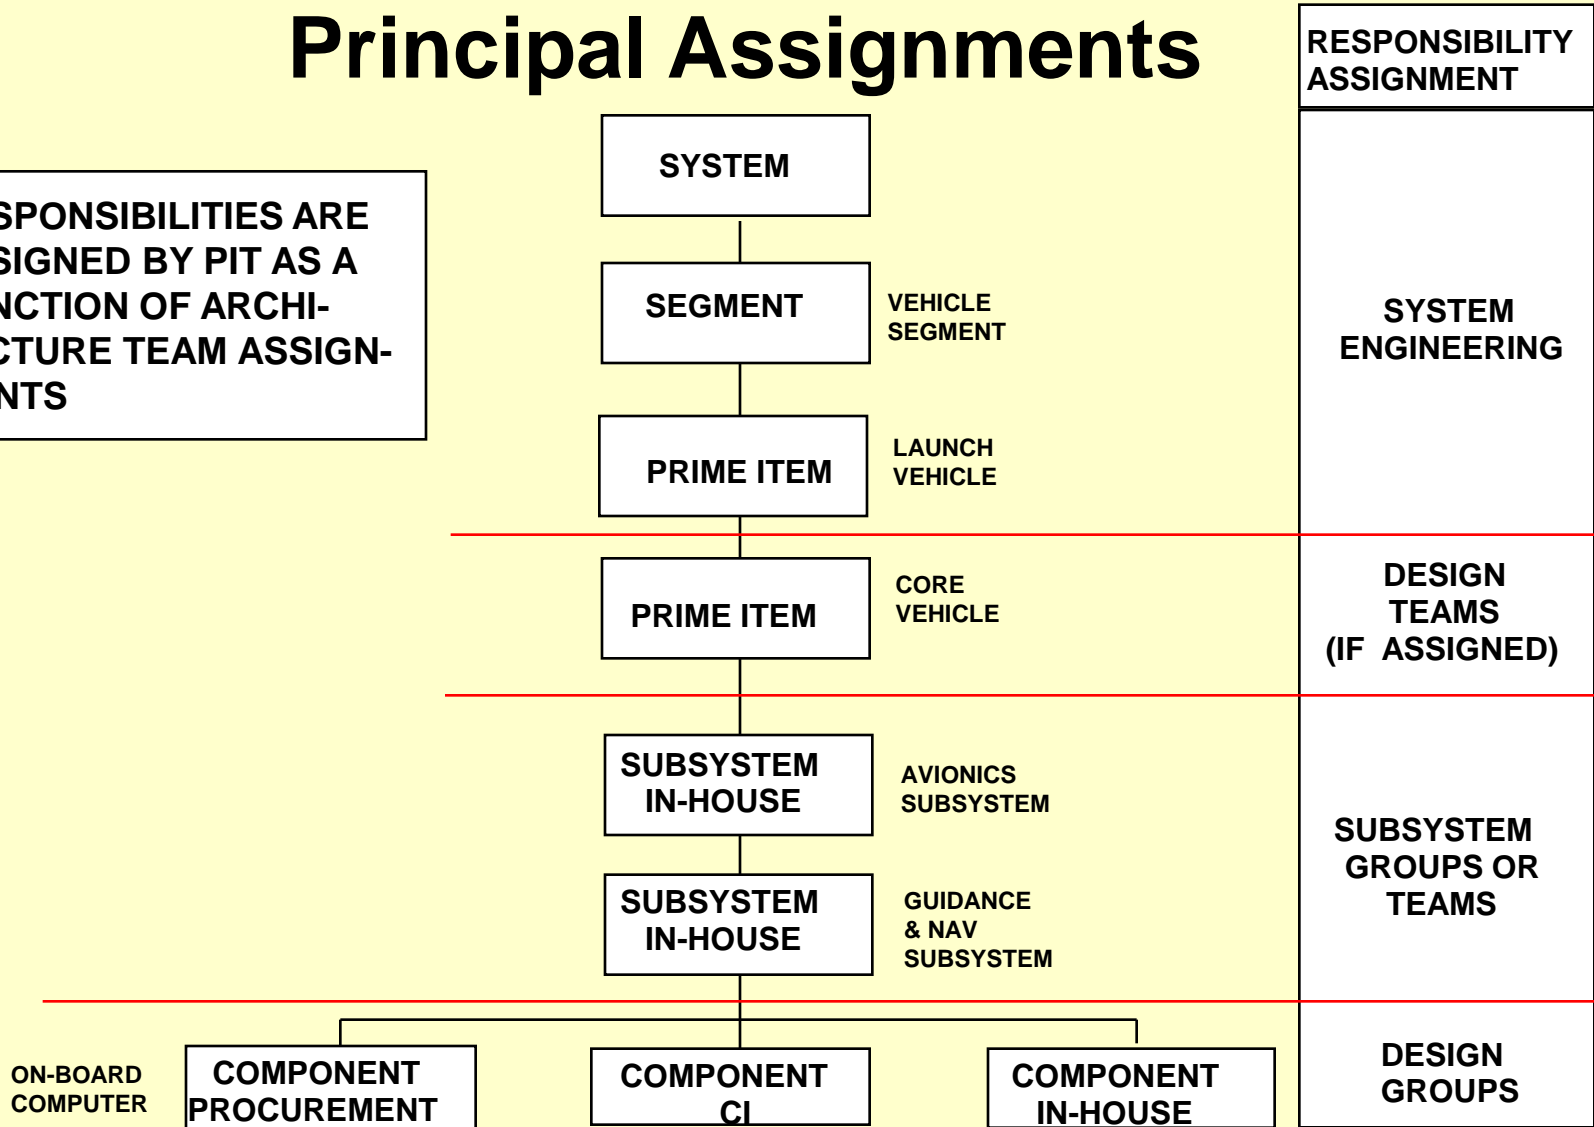 Principal Assignments
RESPONSIBILITY
ASSIGNMENT
SPONSIBILITIES ARE
SIGNED BY PIT AS A
NCTION OF ARCHI-
CTURE TEAM ASSIGN-
NTS
SYSTEM
SEGMENT
VEHICLE
SEGMENT
SYSTEM
ENGINEERING
PRIME ITEM
LAUNCH
VEHICLE
PRIME ITEM
CORE
VEHICLE
DESIGN
TEAMS
(IF ASSIGNED)
SUBSYSTEM
IN-HOUSE
AVIONICS
SUBSYSTEM
SUBSYSTEM
GROUPS OR
TEAMS
SUBSYSTEM
IN-HOUSE
GUIDANCE
& NAV
SUBSYSTEM
ON-BOARD
COMPUTER
COMPONENT
PROCUREMENT
COMPONENT
CI
COMPONENT
IN-HOUSE
DESIGN
GROUPS